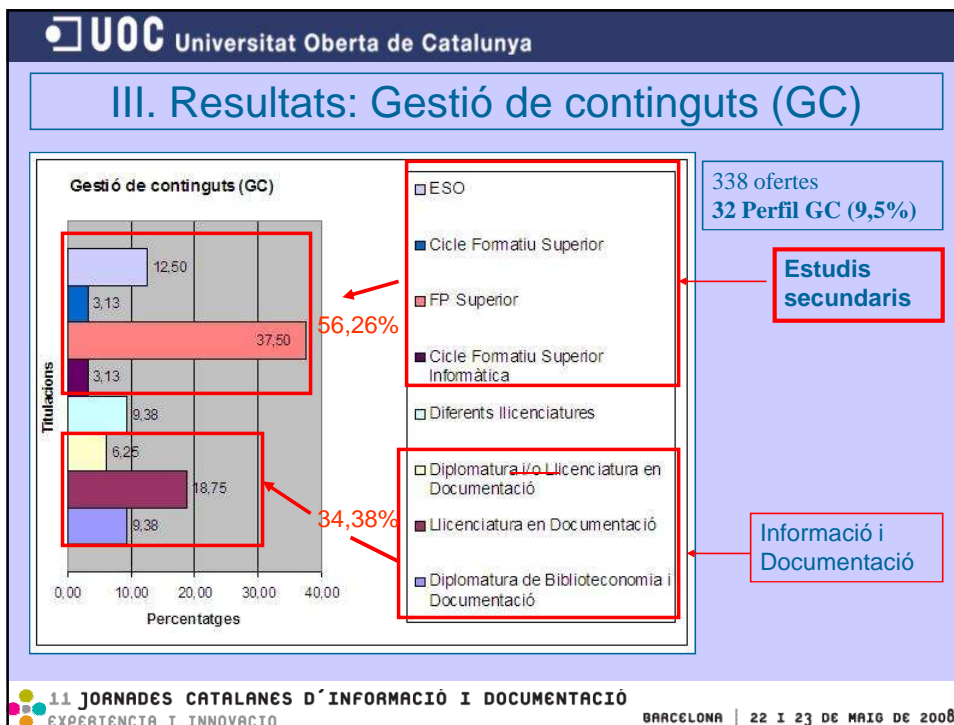 UOC Universitat Oberta de Catalunya
III. Resultats: Gestió de continguts (GC)
Gestió de continguts (GC)
12,50
3,13
37,50
3,13
9,38
6,25
18,75
9,38
Titulacions
0,00 10,00 20,00 30,00 40,00
Percentatges
56,26%
34,38%
ESO
Cicle Formatiu Superior
FP Superior
Cicle Formatiu Superior
Informàtica
Diferents llicenciatures
Diplomatura i/o Llicenciatura en
Documentació
Llicenciatura en Documentació
Diplomatura de Biblioteconomia i
Documentació
338 ofertes
32 Perfil GC (9,5%)
Estudis
secundaris
Informació i
Documentació
11 JORNADES CATALANES D´INFORMACIÓ I DOCUMENTACIÓ
EXPERIENCIA I INNOVACIO
BARCELONA | 22 I 23 DE MAIG DE 2008